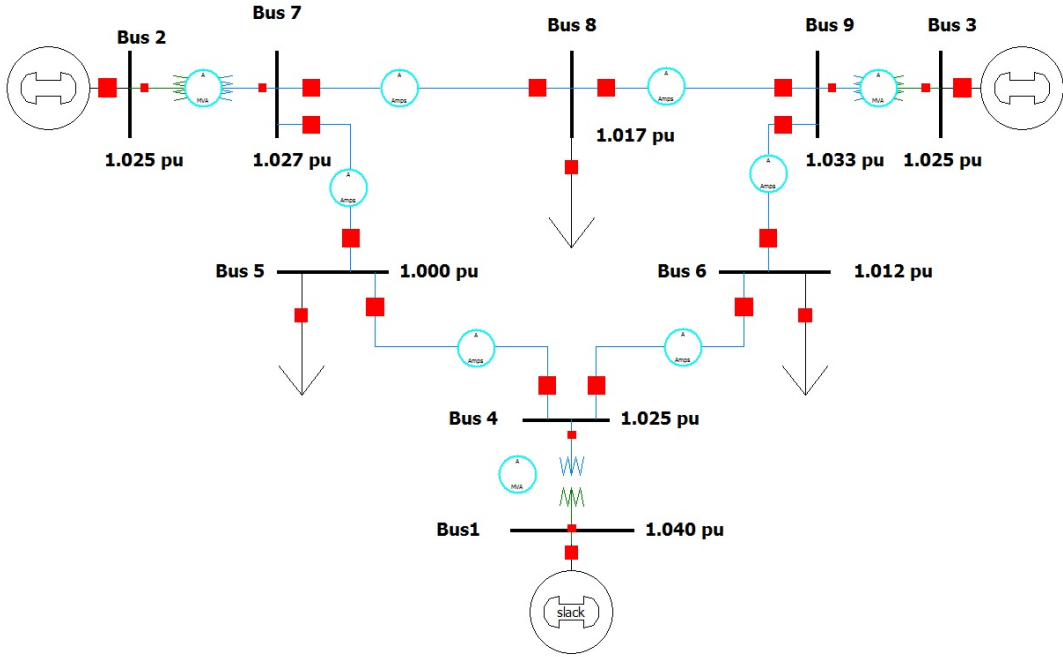 Bus 7
Bus 2
Bus 8
Bus 9
Bus 3
A
MVA
A
Amps
A
Amps
A
MVA
1.025 pu
1.027 pu
1.017 pu
1.033 pu
1.025 pu
A
Amps
A
Amps
Bus 5
1.000 pu
Bus 6
1.012 pu
A
Amps
A
Amps
Bus 4
1.025 pu
A
MVA
Bus1
1.040 pu
slack